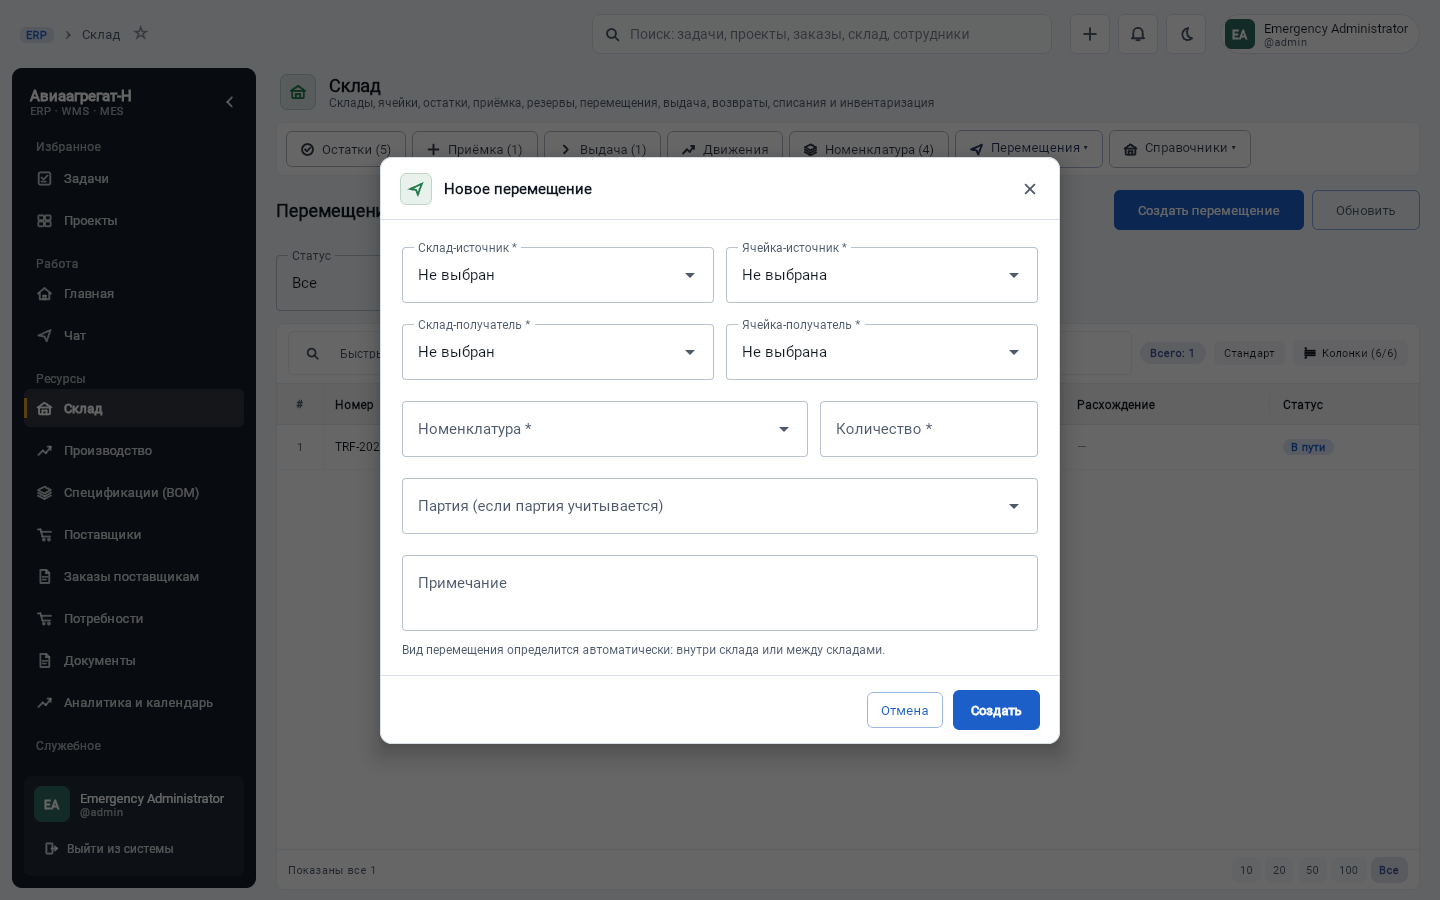 ERP
Склад
Поиск: задачи, проекты, заказы, склад, сотрудники
EA
Emergency Administrator
@admin
Авиаагрегат-Н
ERP · WMS · MES
Избранное
Задачи
Проекты
Работа
Главная
Чат
Ресурсы
Склад
Производство
Спецификации (BOM)
Поставщики
Заказы поставщикам
Потребности
Документы
Аналитика и календарь
Служебное
EA
Emergency Administrator
@admin
Выйти из системы
Склад
Склады, ячейки, остатки, приёмка, резервы, перемещения, выдача, возвраты, списания и инвентаризация
Остатки (5)
Приёмка (1)
Выдача (1)
Движения
Номенклатура (4)
Перемещения
Справочники
Создать перемещение
Обновить
Статус
Все
Всего: 1
Стандарт
Колонки (6/6)
#
Номер
Расхождение
Статус
1
—
В пути
Показаны все 1
10
20
50
100
Все
Новое перемещение
Склад-источник *
Не выбран
Ячейка-источник *
Не выбрана
Склад-получатель *
Не выбран
Ячейка-получатель *
Не выбрана
Номенклатура *
Количество *
Партия (если партия учитывается)
Примечание
Вид перемещения определится автоматически: внутри склада или между складами.
Отмена
Создать